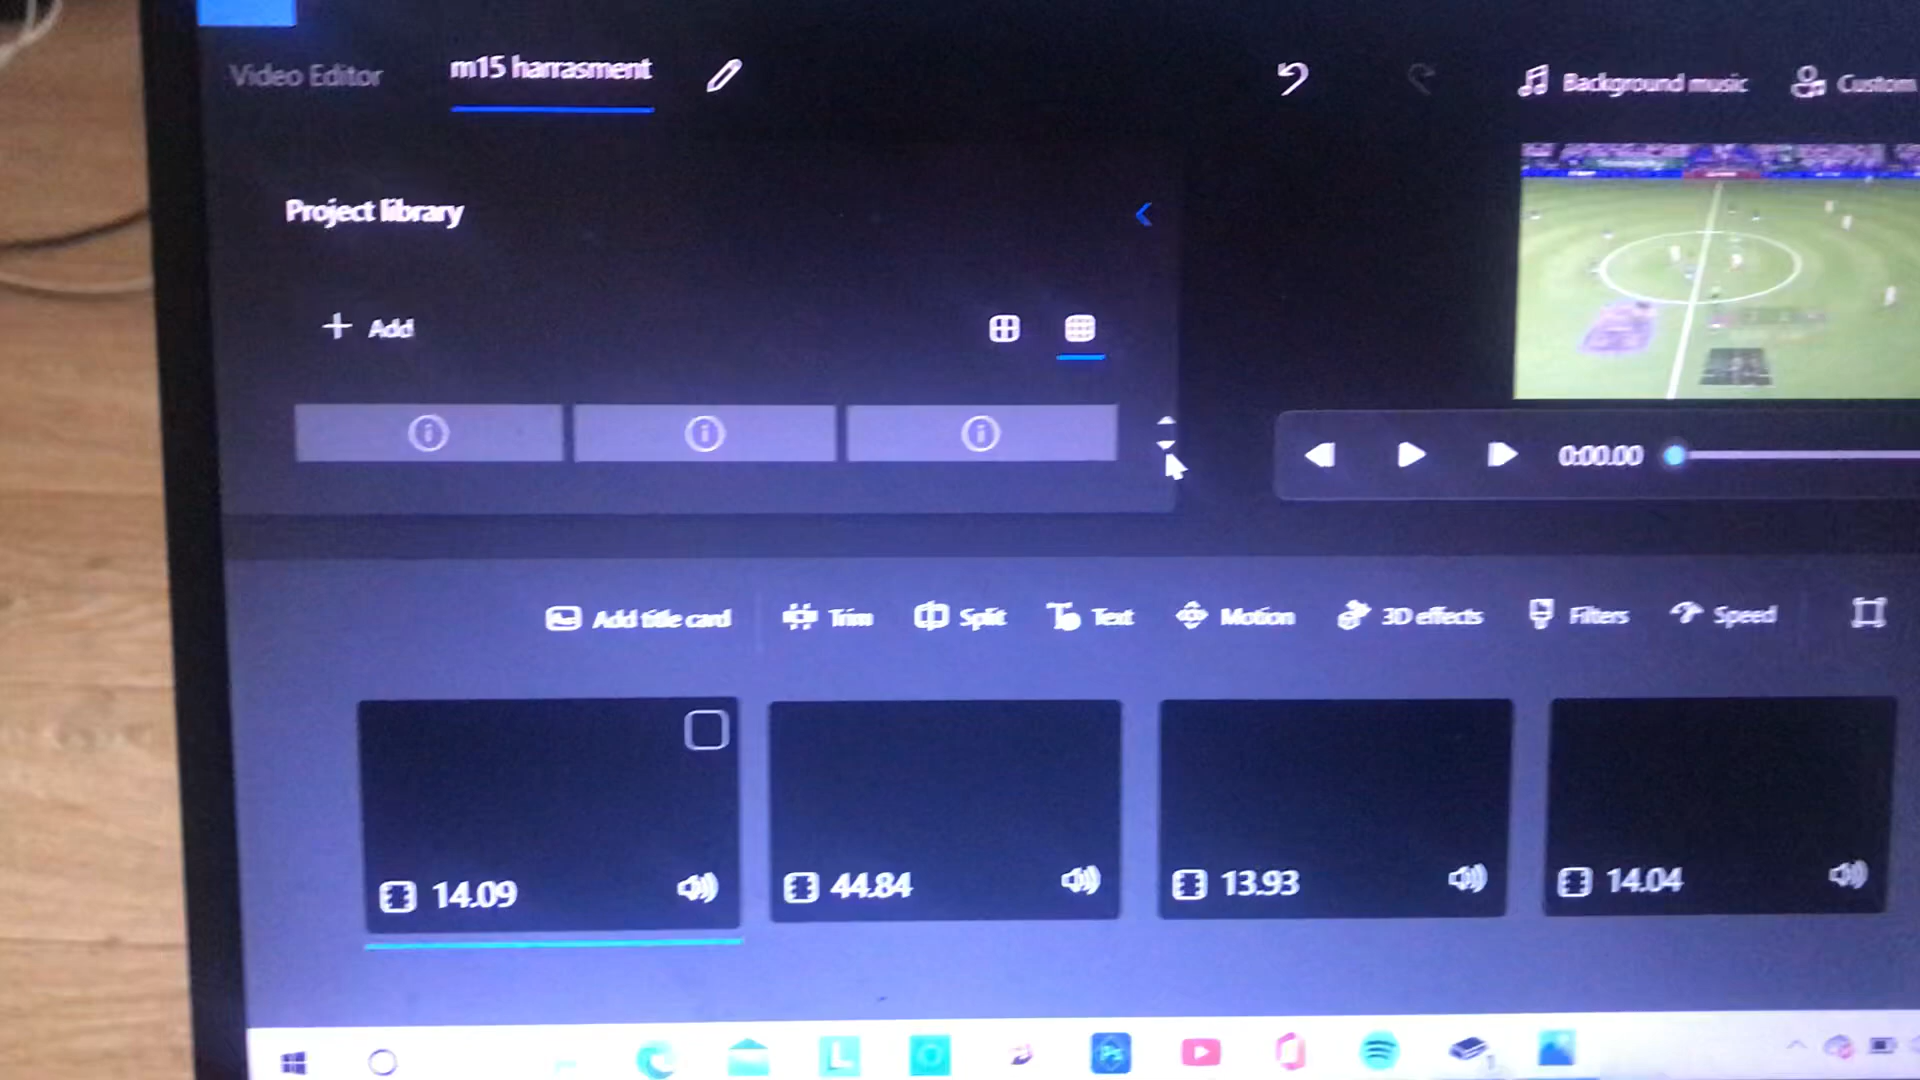 Video Editor
m15 harrasment
Background music
Custom
Project library
Add
0:00.00
Add title card
Trim
Split
Text
Motion
3D effects
Filters
Speed
14.09
44.84
13.93
14.04
L
Ps